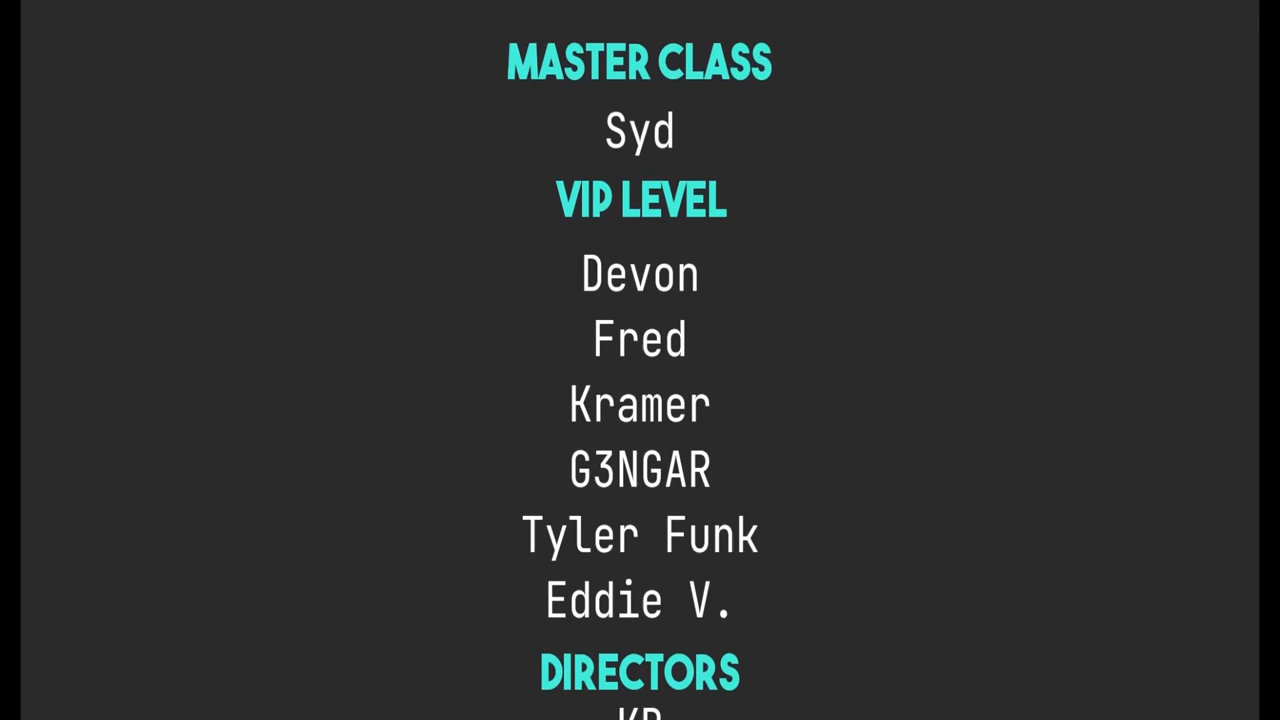 MASTER CLASS
Syd
VIP LEVEL
Devon
Fred
Kramer
G3NGAR
Tyler Funk
Eddie V.
DIRECTORS